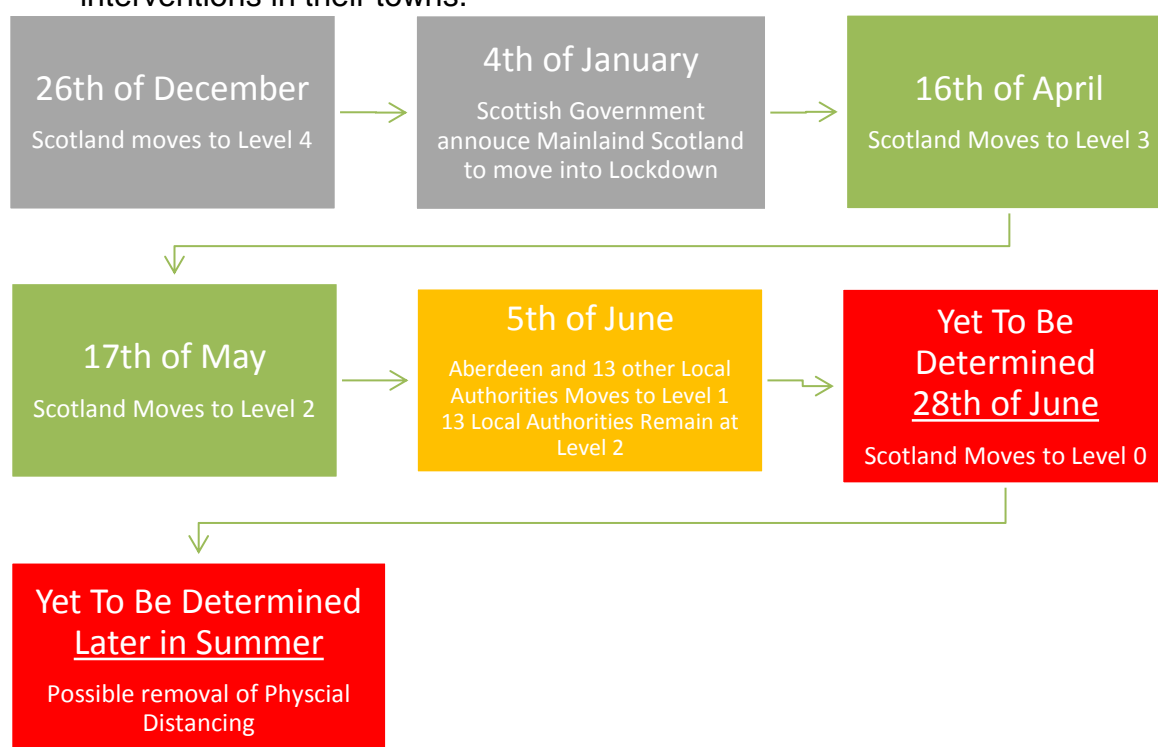 interventions in their towns.
26th of December
Scotland moves to Level 4
4th of January
Scottish Government
annouce Mainlaind Scotland
to move into Lockdown
16th of April
Scotland Moves to Level 3
17th of May
Scotland Moves to Level 2
5th of June
Aberdeen and 13 other Local
Authorities Moves to Level 1
13 Local Authorities Remain at
Level 2
Yet To Be
Determined
28th of June
Scotland Moves to Level 0
Yet To Be Determined
Later in Summer
Possible removal of Physcial
Distancing